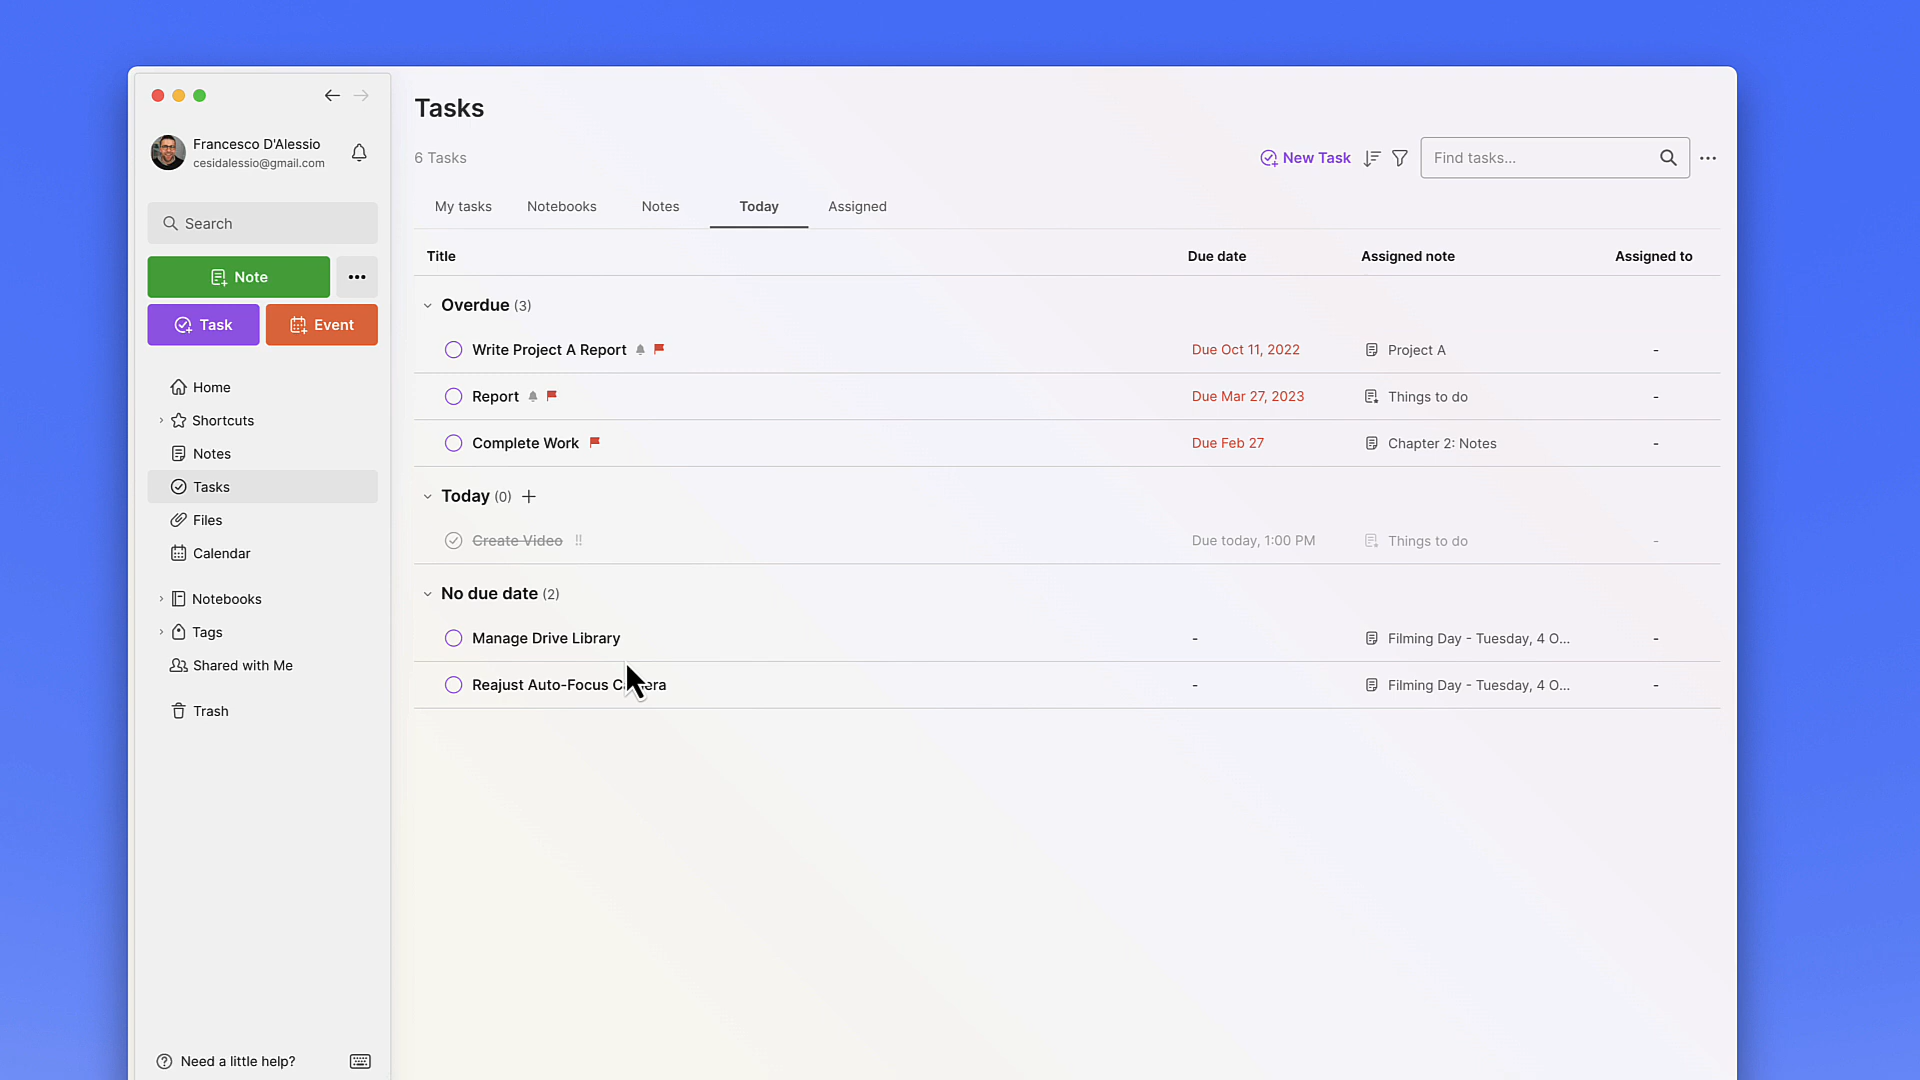 Francesco D'Alessio
cesidalessio@gmail.com
Search
Note
Task
Event
Home
Shortcuts
Notes
Tasks
Files
Calendar
Notebooks
Tags
Shared with Me
Trash
Need a little help?
Tasks
6 Tasks
New Task
Find tasks...
My tasks
Notebooks
Notes
Today
Assigned
Title
Due date
Assigned note
Assigned to
Overdue (3)
Write Project A Report
Due Oct 11, 2022
Project A
-
Report
Due Mar 27, 2023
Things to do
-
Complete Work
Due Feb 27
Chapter 2: Notes
-
Today (0)
Create Video !!
Due today, 1:00 PM
Things to do
-
No due date (2)
Manage Drive Library
-
Filming Day - Tuesday, 4 O...
-
Reajust Auto-Focus
-
Filming Day - Tuesday, 4 O...
-